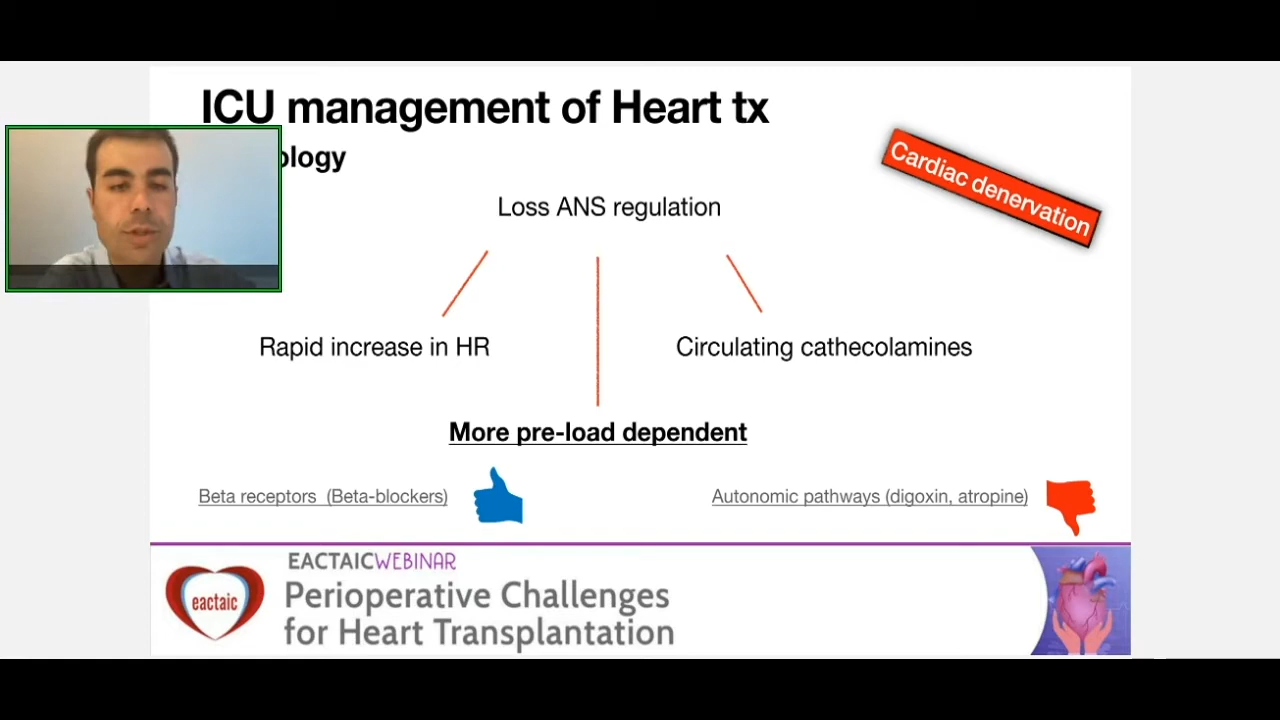 ICU management of Heart tx
ology
Cardiac denervation
Loss ANS regulation
Rapid increase in HR
Circulating cathecolamines
More pre-load dependent
Beta receptors (Beta-blockers)
Autonomic pathways (digoxin, atropine)
EACTAICWEBINAR
eactaic
Perioperative Challenges
for Heart Transplantation